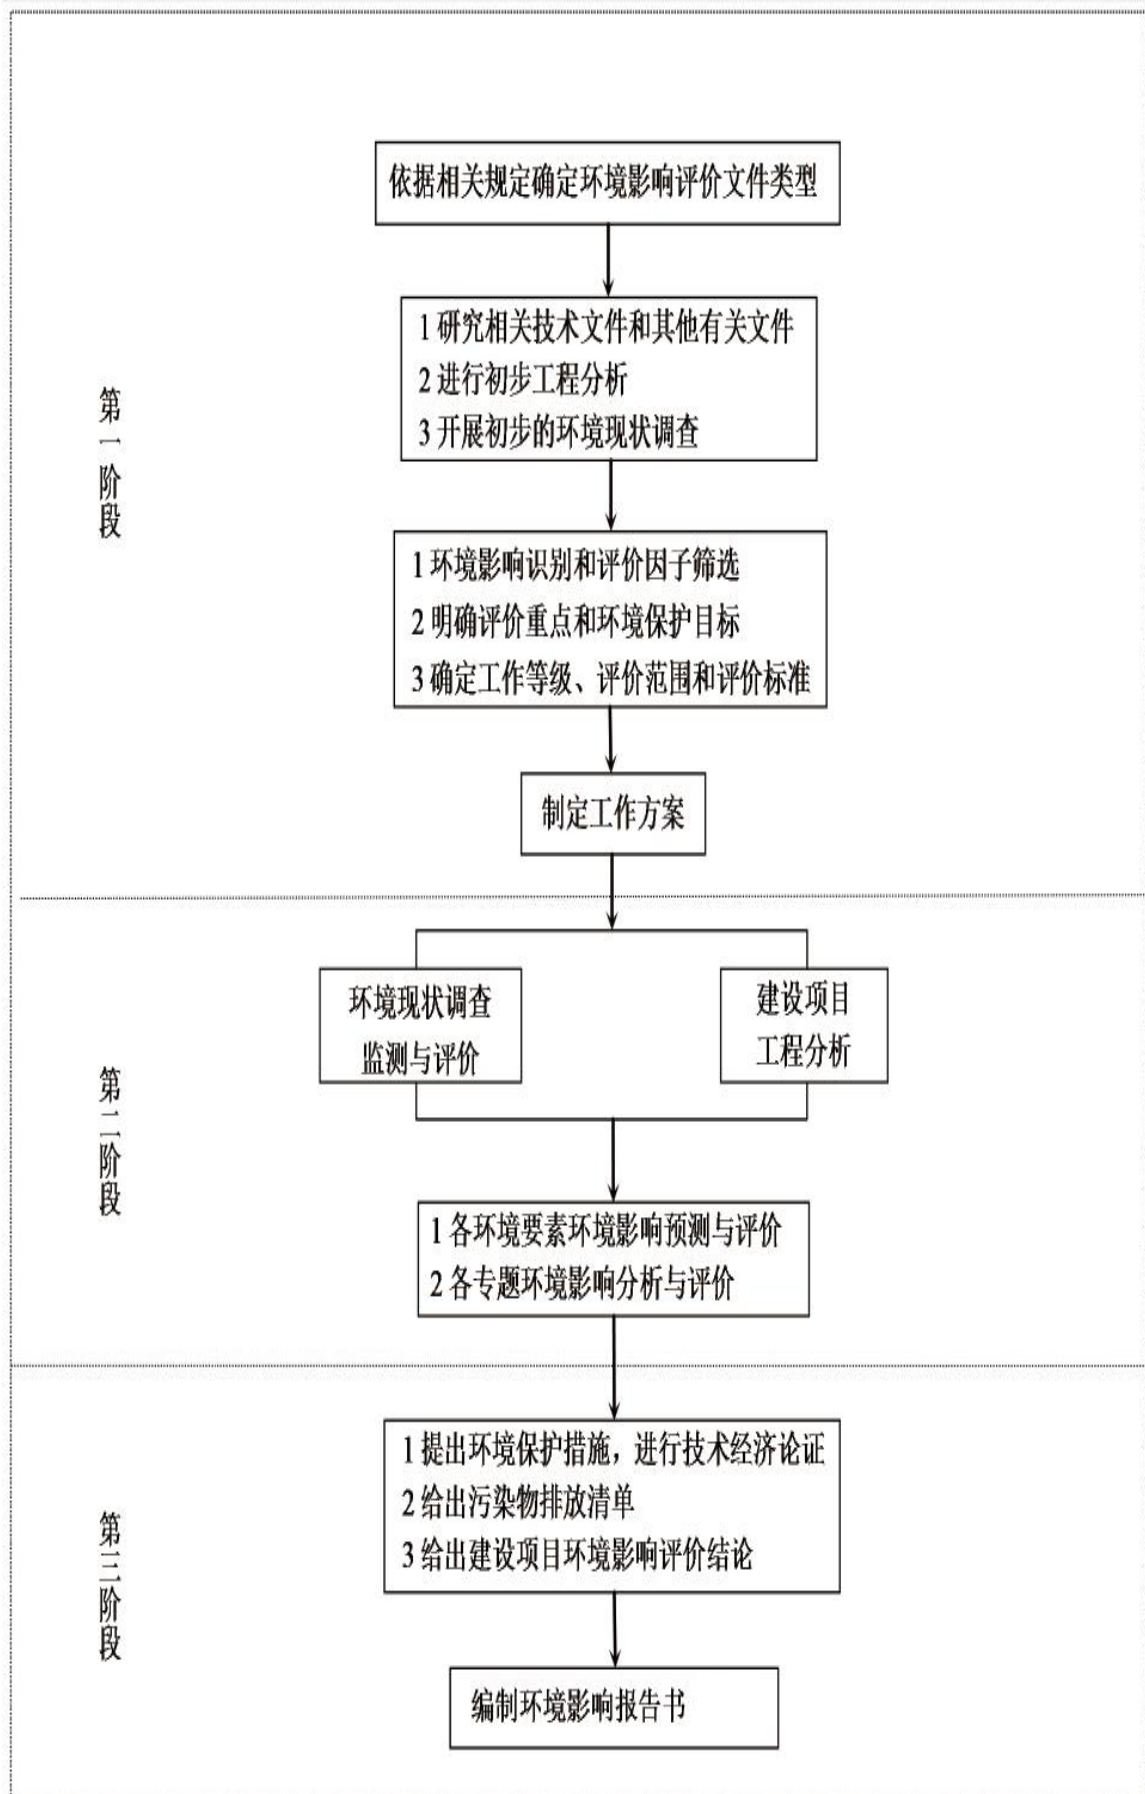 依据相关规定确定环境影响评价文件类型
1 研究相关技术文件和其他有关文件
2 进行初步工程分析
3 开展初步的环境现状调查
第一阶段
1 环境影响识别和评价因子筛选
2 明确评价重点和环境保护目标
3 确定工作等级、评价范围和评价标准
制定工作方案
环境现状调查
监测与评价
建设项目
工程分析
第二阶段
1 各环境要素环境影响预测与评价
2 各专题环境影响分析与评价
1 提出环境保护措施，进行技术经济论证
2 给出污染物排放清单
3 给出建设项目环境影响评价结论
第三阶段
编制环境影响报告书